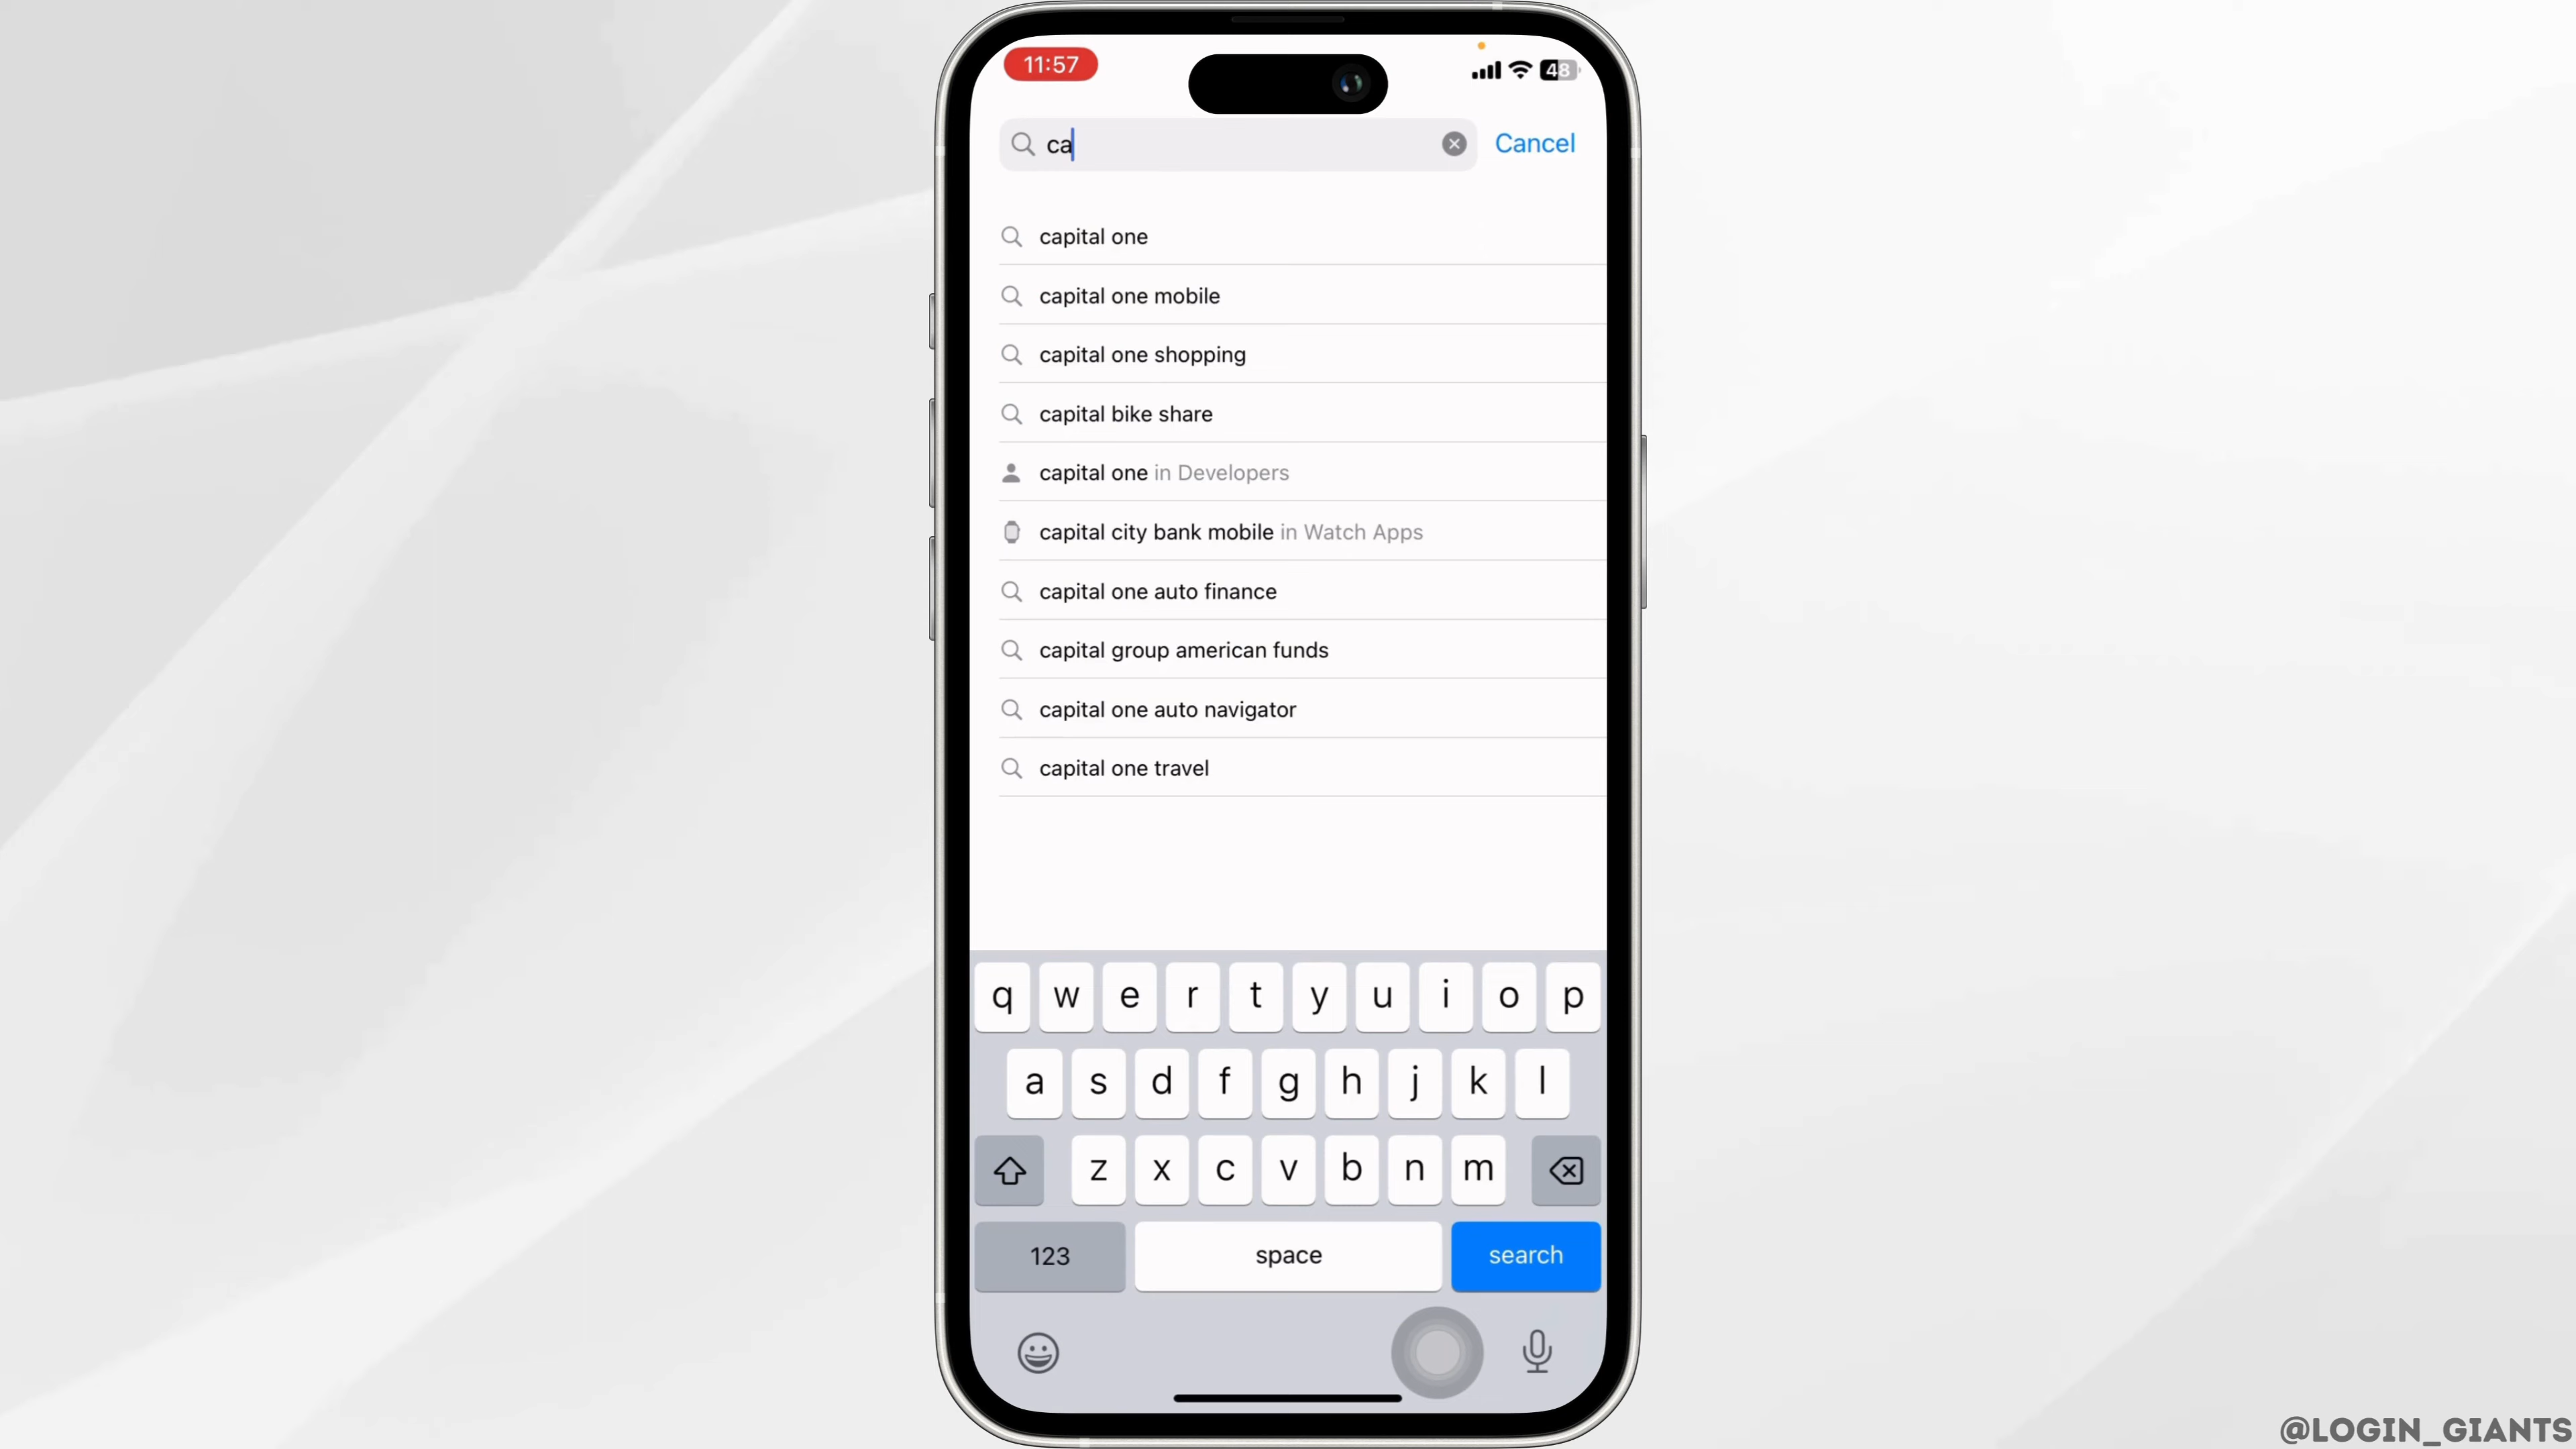 11:57
48
ca
Cancel
capital one
capital one mobile
capital one shopping
capital bike share
capital one in Developers
capital city bank mobile in Watch Apps
capital one auto finance
capital group american funds
capital one auto navigator
capital one travel
q w e r t y u i o p
a s d f g h j k l
z x c v b n m
123 space search
@LOGIN_GIANTS